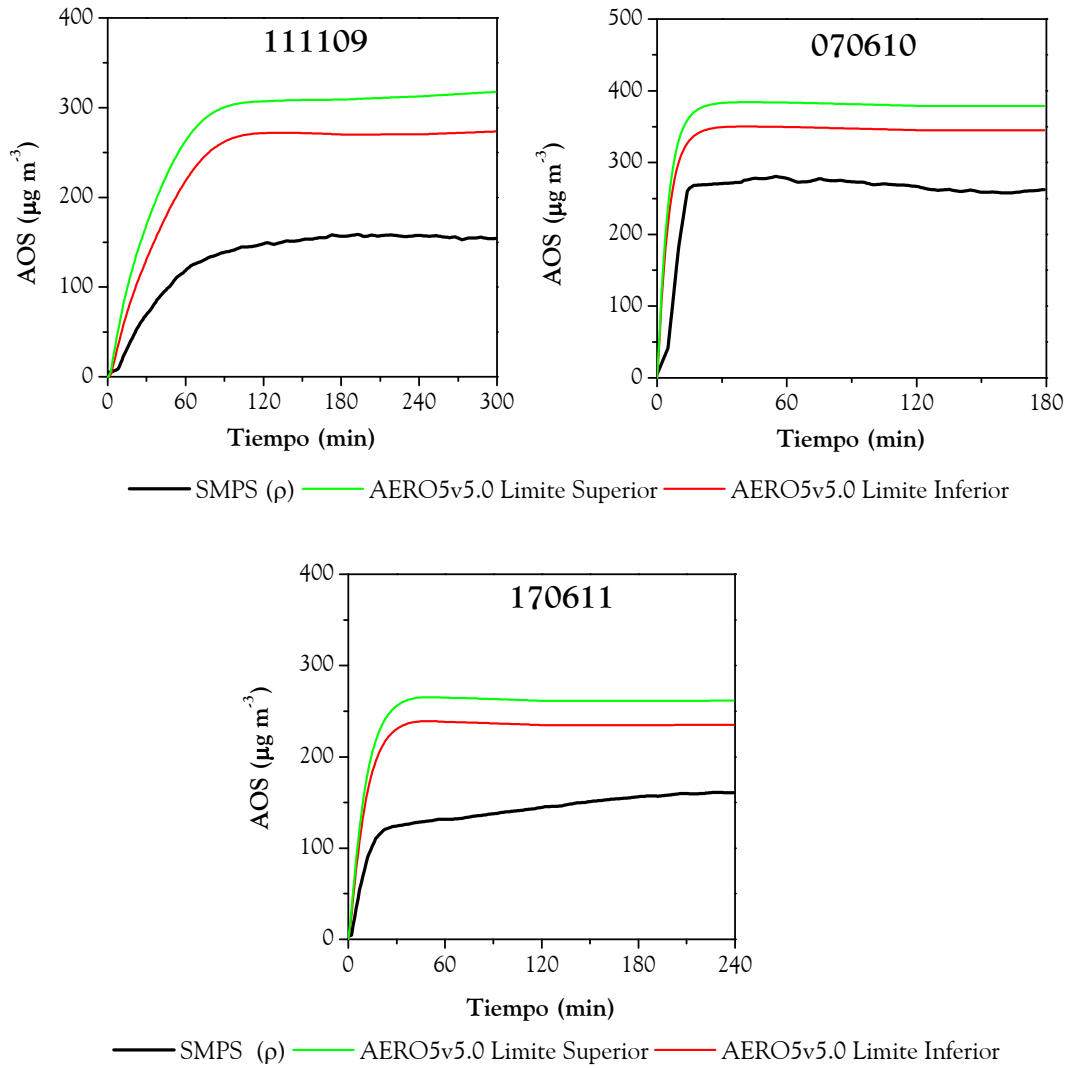 111109
400
300
200
100
0
AOS (µg m-3)
0 60 120 180 240 300
Tiempo (min)
070610
500
400
300
200
100
0
AOS (µg m-3)
0 60 120 180
Tiempo (min)
SMPS (ρ) AERO5v5.0 Limite Superior AERO5v5.0 Limite Inferior
170611
400
300
200
100
0
AOS (µg m-3)
0 60 120 180 240
Tiempo (min)
SMPS (ρ) AERO5v5.0 Limite Superior AERO5v5.0 Limite Inferior